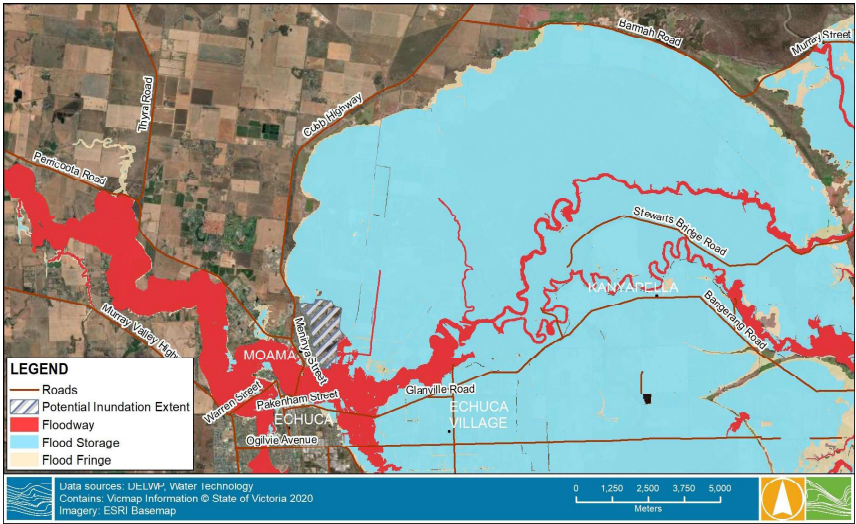 Barmah Road
Murray Street
Thyra Road
Cobb Highway
Perricoota Road
Stewarts Bridge Road
KANYAPELLA
Bangerang Road
Murray Valley High
Meninya Street
MOAMA
Warren Street
Pakenham Street
Glanville Road
ECHUCA
ECHUCA
VILLAGE
Ogilvie Avenue
LEGEND
Roads
Potential Inundation Extent
Floodway
Flood Storage
Flood Fringe
Data sources: DELWP, Water Technology
Contains: Vicmap Information © State of Victoria 2020
Imagery: ESRI Basemap
0 1,250 2,500 3,750 5,000
Meters